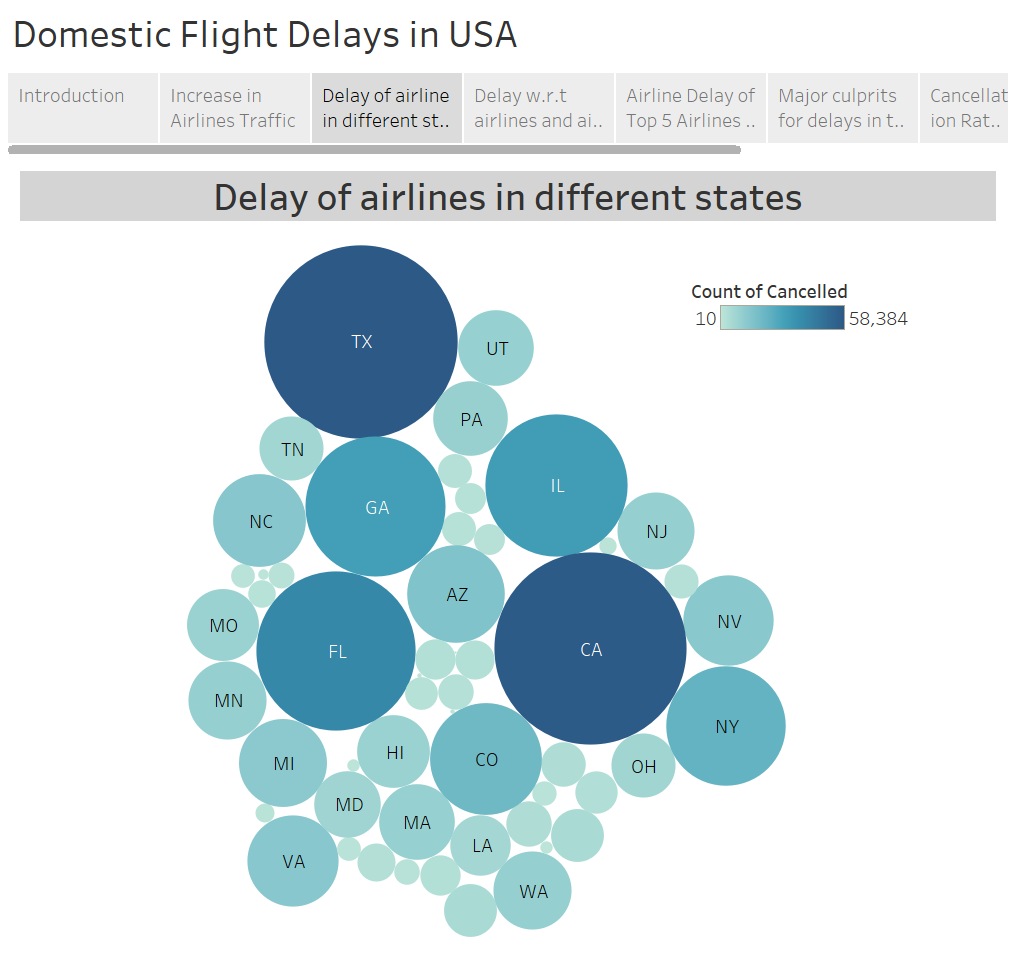 Domestic Flight Delays in USA
Introduction
Increase in
Airlines Traffic
Delay of airline
in different st..
Delay w.r.t
airlines and ai..
Airline Delay of
Top 5 Airlines ..
Major culprits
for delays in t..
Cancellat
ion Rat..
Delay of airlines in different states
Count of Cancelled
10 58,384
TX
UT
PA
TN
IL
GA
NC
NJ
AZ
NV
MO
FL
CA
MN
NY
HI
CO
MI
OH
MD
MA
LA
VA
WA